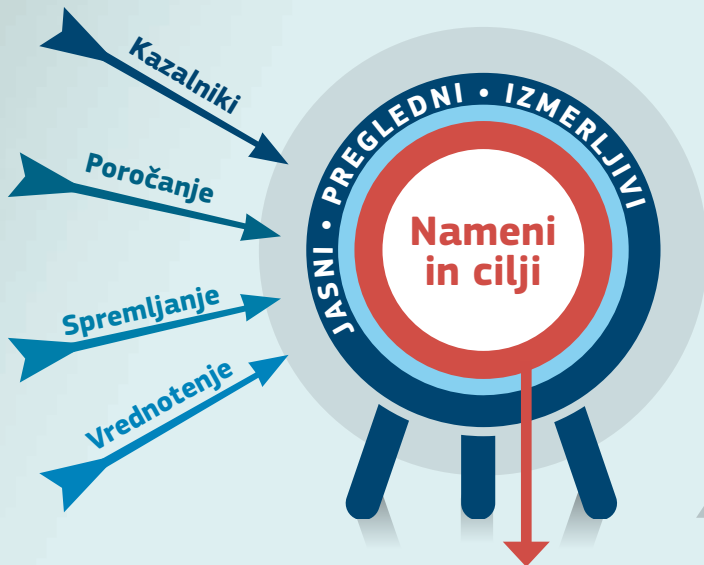 Kazalniki
Poročanje
Spremljanje
Vrednotenje
JASNI • PREGLEDNI • IZMERLJIVI
Nameni
in cilji